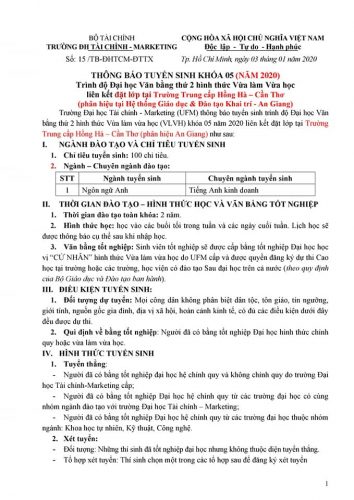 BỘ TÀI CHÍNH
TRƯỜNG ĐH TÀI CHÍNH - MARKETING
Số: 15 /TB-ĐHTCM-ĐTTX
CỘNG HÒA XÃ HỘI CHỦ NGHĨA VIỆT NAM
Độc lập - Tự do - Hạnh phúc
Tp. Hồ Chí Minh, ngày 03 tháng 01 năm 2020
THÔNG BÁO TUYỂN SINH KHÓA 05 (NĂM 2020)
Trình độ Đại học Văn bằng thứ 2 hình thức Vừa làm Vừa học
liên kết đặt lớp tại Trường Trung cấp Hồng Hà – Cần Thơ
(phân hiệu tại Hệ thống Giáo dục & Đào tạo Khai trí - An Giang)
Trường Đại học Tài chính - Marketing (UFM) thông báo tuyển sinh trình độ Đại học Văn
bằng thứ 2 hình thức Vừa làm vừa học (VLVH) khóa 05 năm 2020 liên kết đặt lớp tại Trường
Trung cấp Hồng Hà – Cần Thơ (phân hiệu An Giang) như sau:
I. NGÀNH ĐÀO TẠO VÀ CHỈ TIÊU TUYỂN SINH
1. Chỉ tiêu tuyển sinh: 100 chỉ tiêu.
2. Ngành – Chuyên ngành đào tạo:
STT Ngành tuyển sinh Chuyên ngành tuyển sinh
1 Ngôn ngữ Anh Tiếng Anh kinh doanh
II. THỜI GIAN ĐÀO TẠO – HÌNH THỨC HỌC VÀ VĂN BẰNG TỐT NGHIỆP
1. Thời gian đào tạo toàn khóa: 2 năm.
2. Hình thức học: học vào các buổi tối trong tuần và các ngày cuối tuần. Lịch học sẽ
được thông báo cụ thể sau khi nhập học.
3. Văn bằng tốt nghiệp: Sinh viên tốt nghiệp sẽ được cấp bằng tốt nghiệp Đại học học
vị “CỬ NHÂN” hình thức Vừa làm vừa học do UFM cấp và được quyền đăng ký dự thi Cao
học tại trường hoặc các trường, học viện có đào tạo Sau đại học trên cả nước (theo quy định
của Bộ Giáo dục và Đào tạo ban hành).
III. ĐIỀU KIỆN TUYỂN SINH:
1. Đối tượng dự tuyển: Mọi công dân không phân biệt dân tộc, tôn giáo, tín ngưỡng,
giới tính, nguồn gốc gia đình, địa vị xã hội, hoàn cảnh kinh tế, có đủ các điều kiện dưới đây
đều được dự thi.
2. Qui định về bằng tốt nghiệp: Người đã có bằng tốt nghiệp Đại học hình thức chính
quy hoặc vừa làm vừa học.
IV. HÌNH THỨC TUYỂN SINH
1. Tuyển thẳng:
- Người đã có bằng tốt nghiệp đại học hệ chính quy và không chính quy do trường Đại
học Tài chính-Marketing cấp;
- Người đã có bằng tốt nghiệp Đại học hệ chính quy từ các trường đại học khác có cùng
nhóm ngành đào tạo với trường Đại học Tài chính – Marketing;
- Người đã có bằng tốt nghiệp Đại học hệ chính quy từ các trường đại học thuộc nhóm
ngành: Khoa học tự nhiên, Kỹ thuật, Công nghệ.
2. Xét tuyển:
- Đối tượng: Những thí sinh đã tốt nghiệp đại học nhưng không thuộc diện tuyển thẳng.
- Tổ hợp xét tuyển: Thí sinh chọn một trong các tổ hợp sau để đăng ký xét tuyển
1